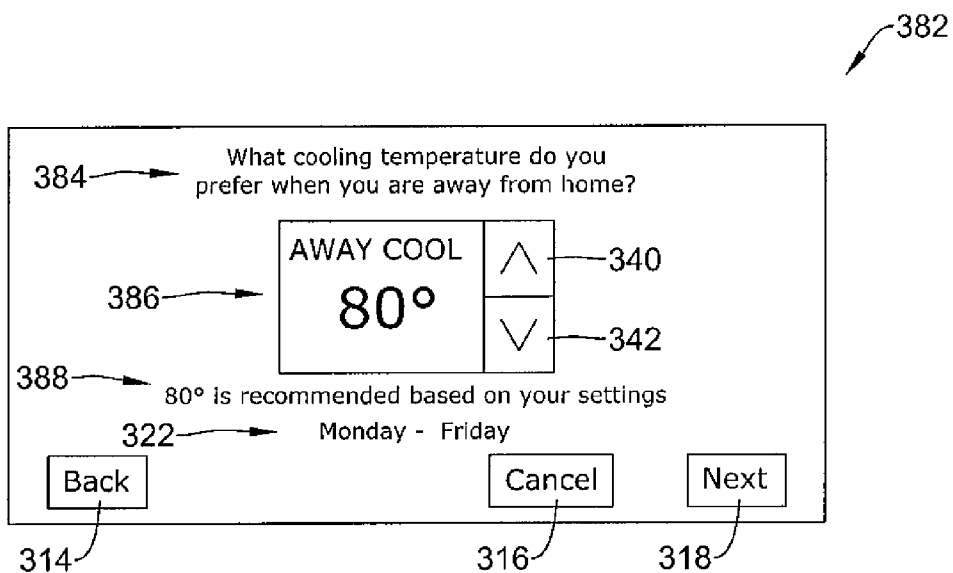 382
What cooling temperature do you
384
prefer when you are away from home?
AWAY COOL
340
386
80°
342
388
80° is recommended based on your settings
322
Monday - Friday
Back
Cancel
Next
314
316
318